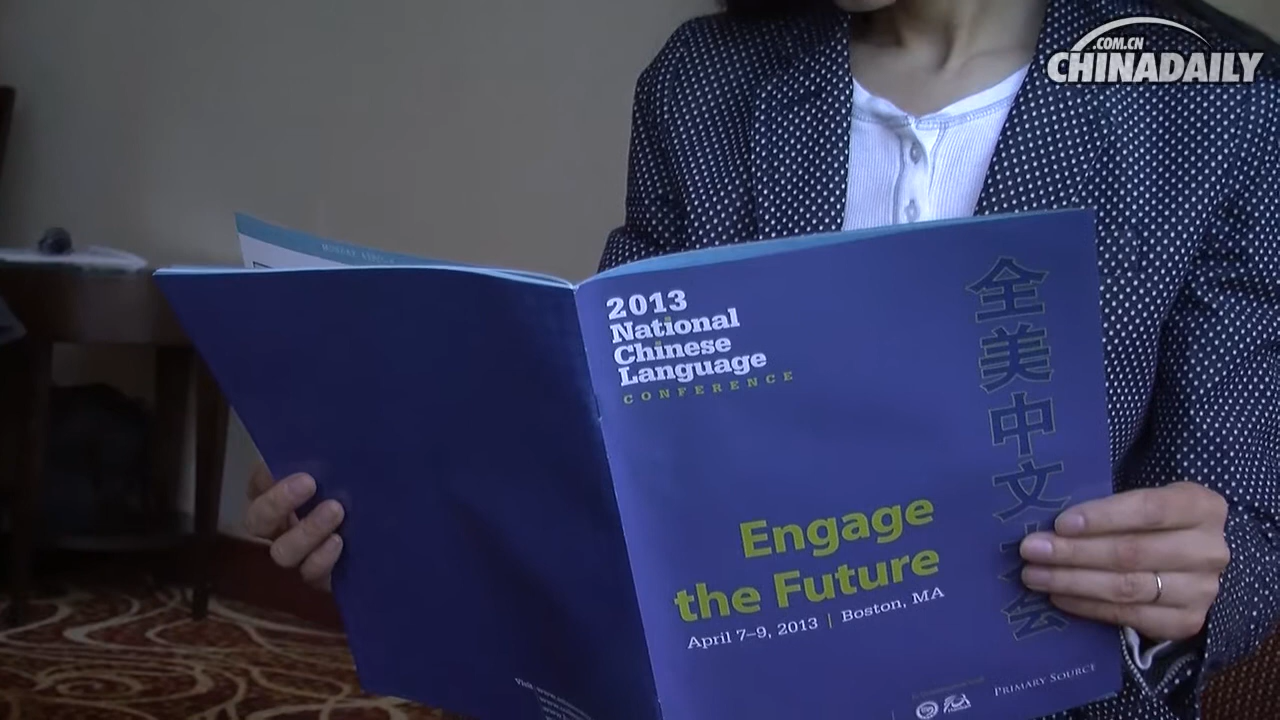 .COM.CN
CHINADAILY
2013
National
Chinese
Language
CONFERENCE
全美中文大会
Engage
the Future
April 7–9, 2013 | Boston, MA
PRIMARY SOURCE